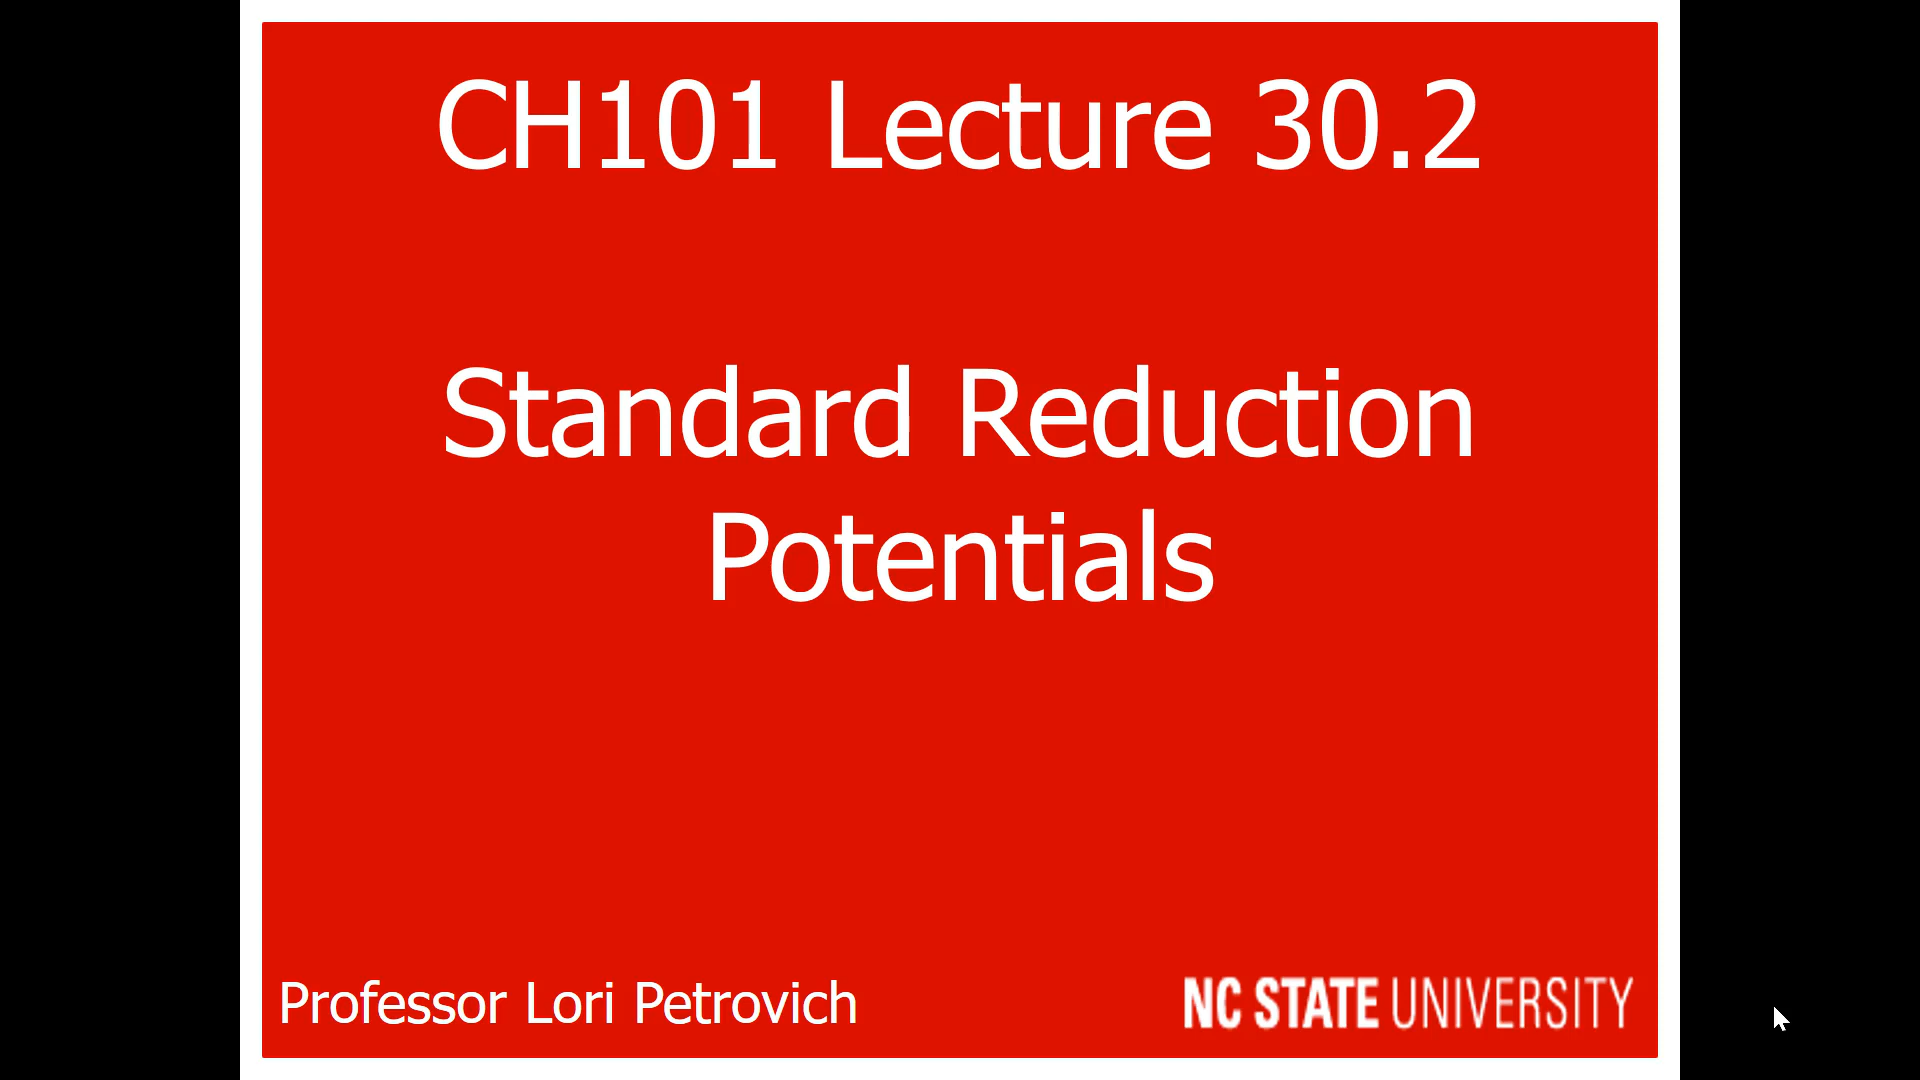 CH101 Lecture 30.2
Standard Reduction
Potentials
Professor Lori Petrovich
NC STATE UNIVERSITY